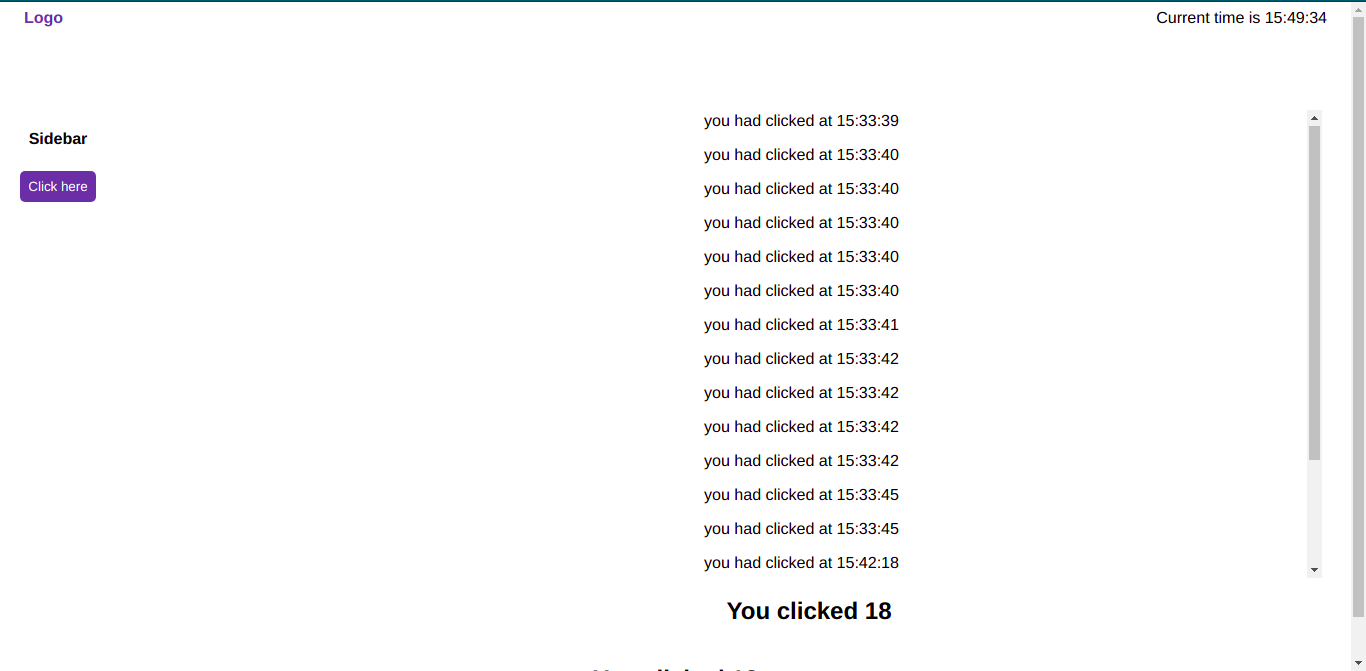 Logo
Current time is 15:49:34
Sidebar
Click here
you had clicked at 15:33:39
you had clicked at 15:33:40
you had clicked at 15:33:40
you had clicked at 15:33:40
you had clicked at 15:33:40
you had clicked at 15:33:40
you had clicked at 15:33:41
you had clicked at 15:33:42
you had clicked at 15:33:42
you had clicked at 15:33:42
you had clicked at 15:33:42
you had clicked at 15:33:45
you had clicked at 15:33:45
you had clicked at 15:42:18
You clicked 18